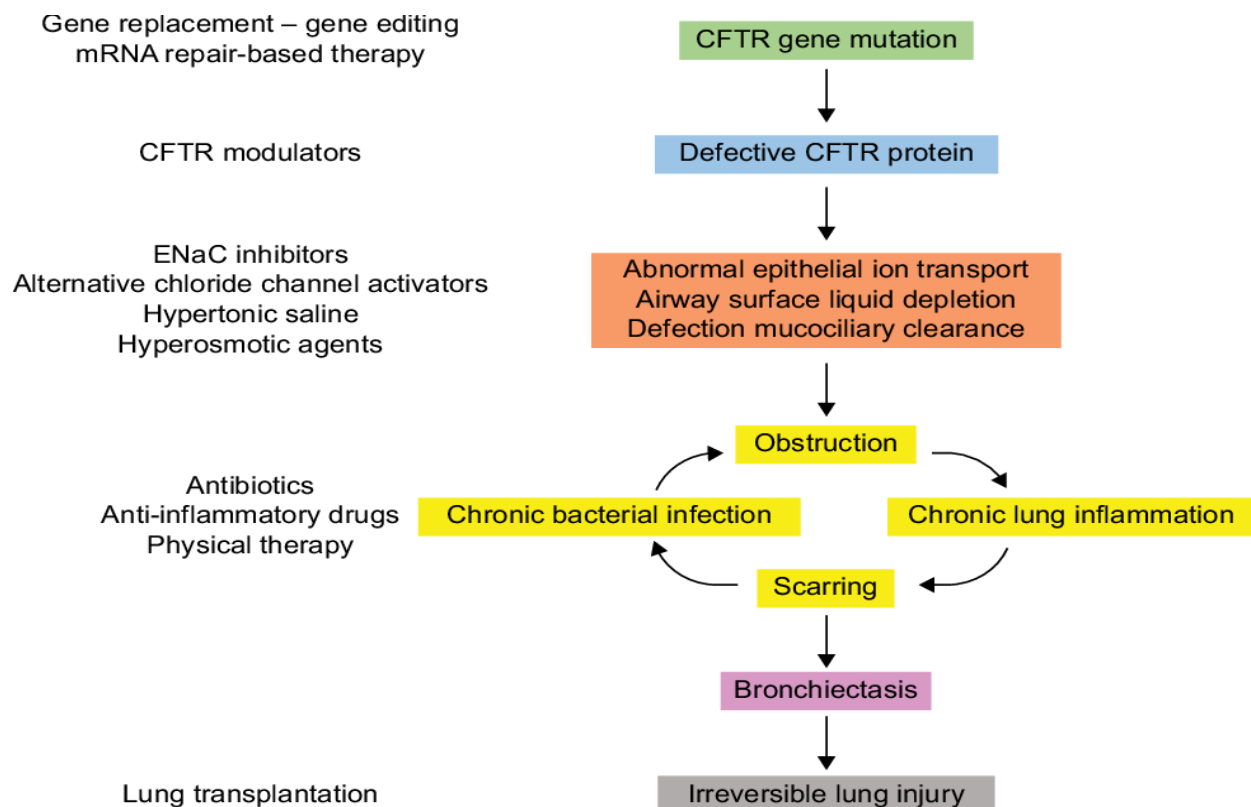 Gene replacement – gene editing
mRNA repair-based therapy
CFTR gene mutation
CFTR modulators
Defective CFTR protein
ENaC inhibitors
Alternative chloride channel activators
Hypertonic saline
Hyperosmotic agents
Abnormal epithelial ion transport
Airway surface liquid depletion
Defection mucociliary clearance
Obstruction
Antibiotics
Anti-inflammatory drugs
Physical therapy
Chronic bacterial infection
Chronic lung inflammation
Scarring
Bronchiectasis
Lung transplantation
Irreversible lung injury